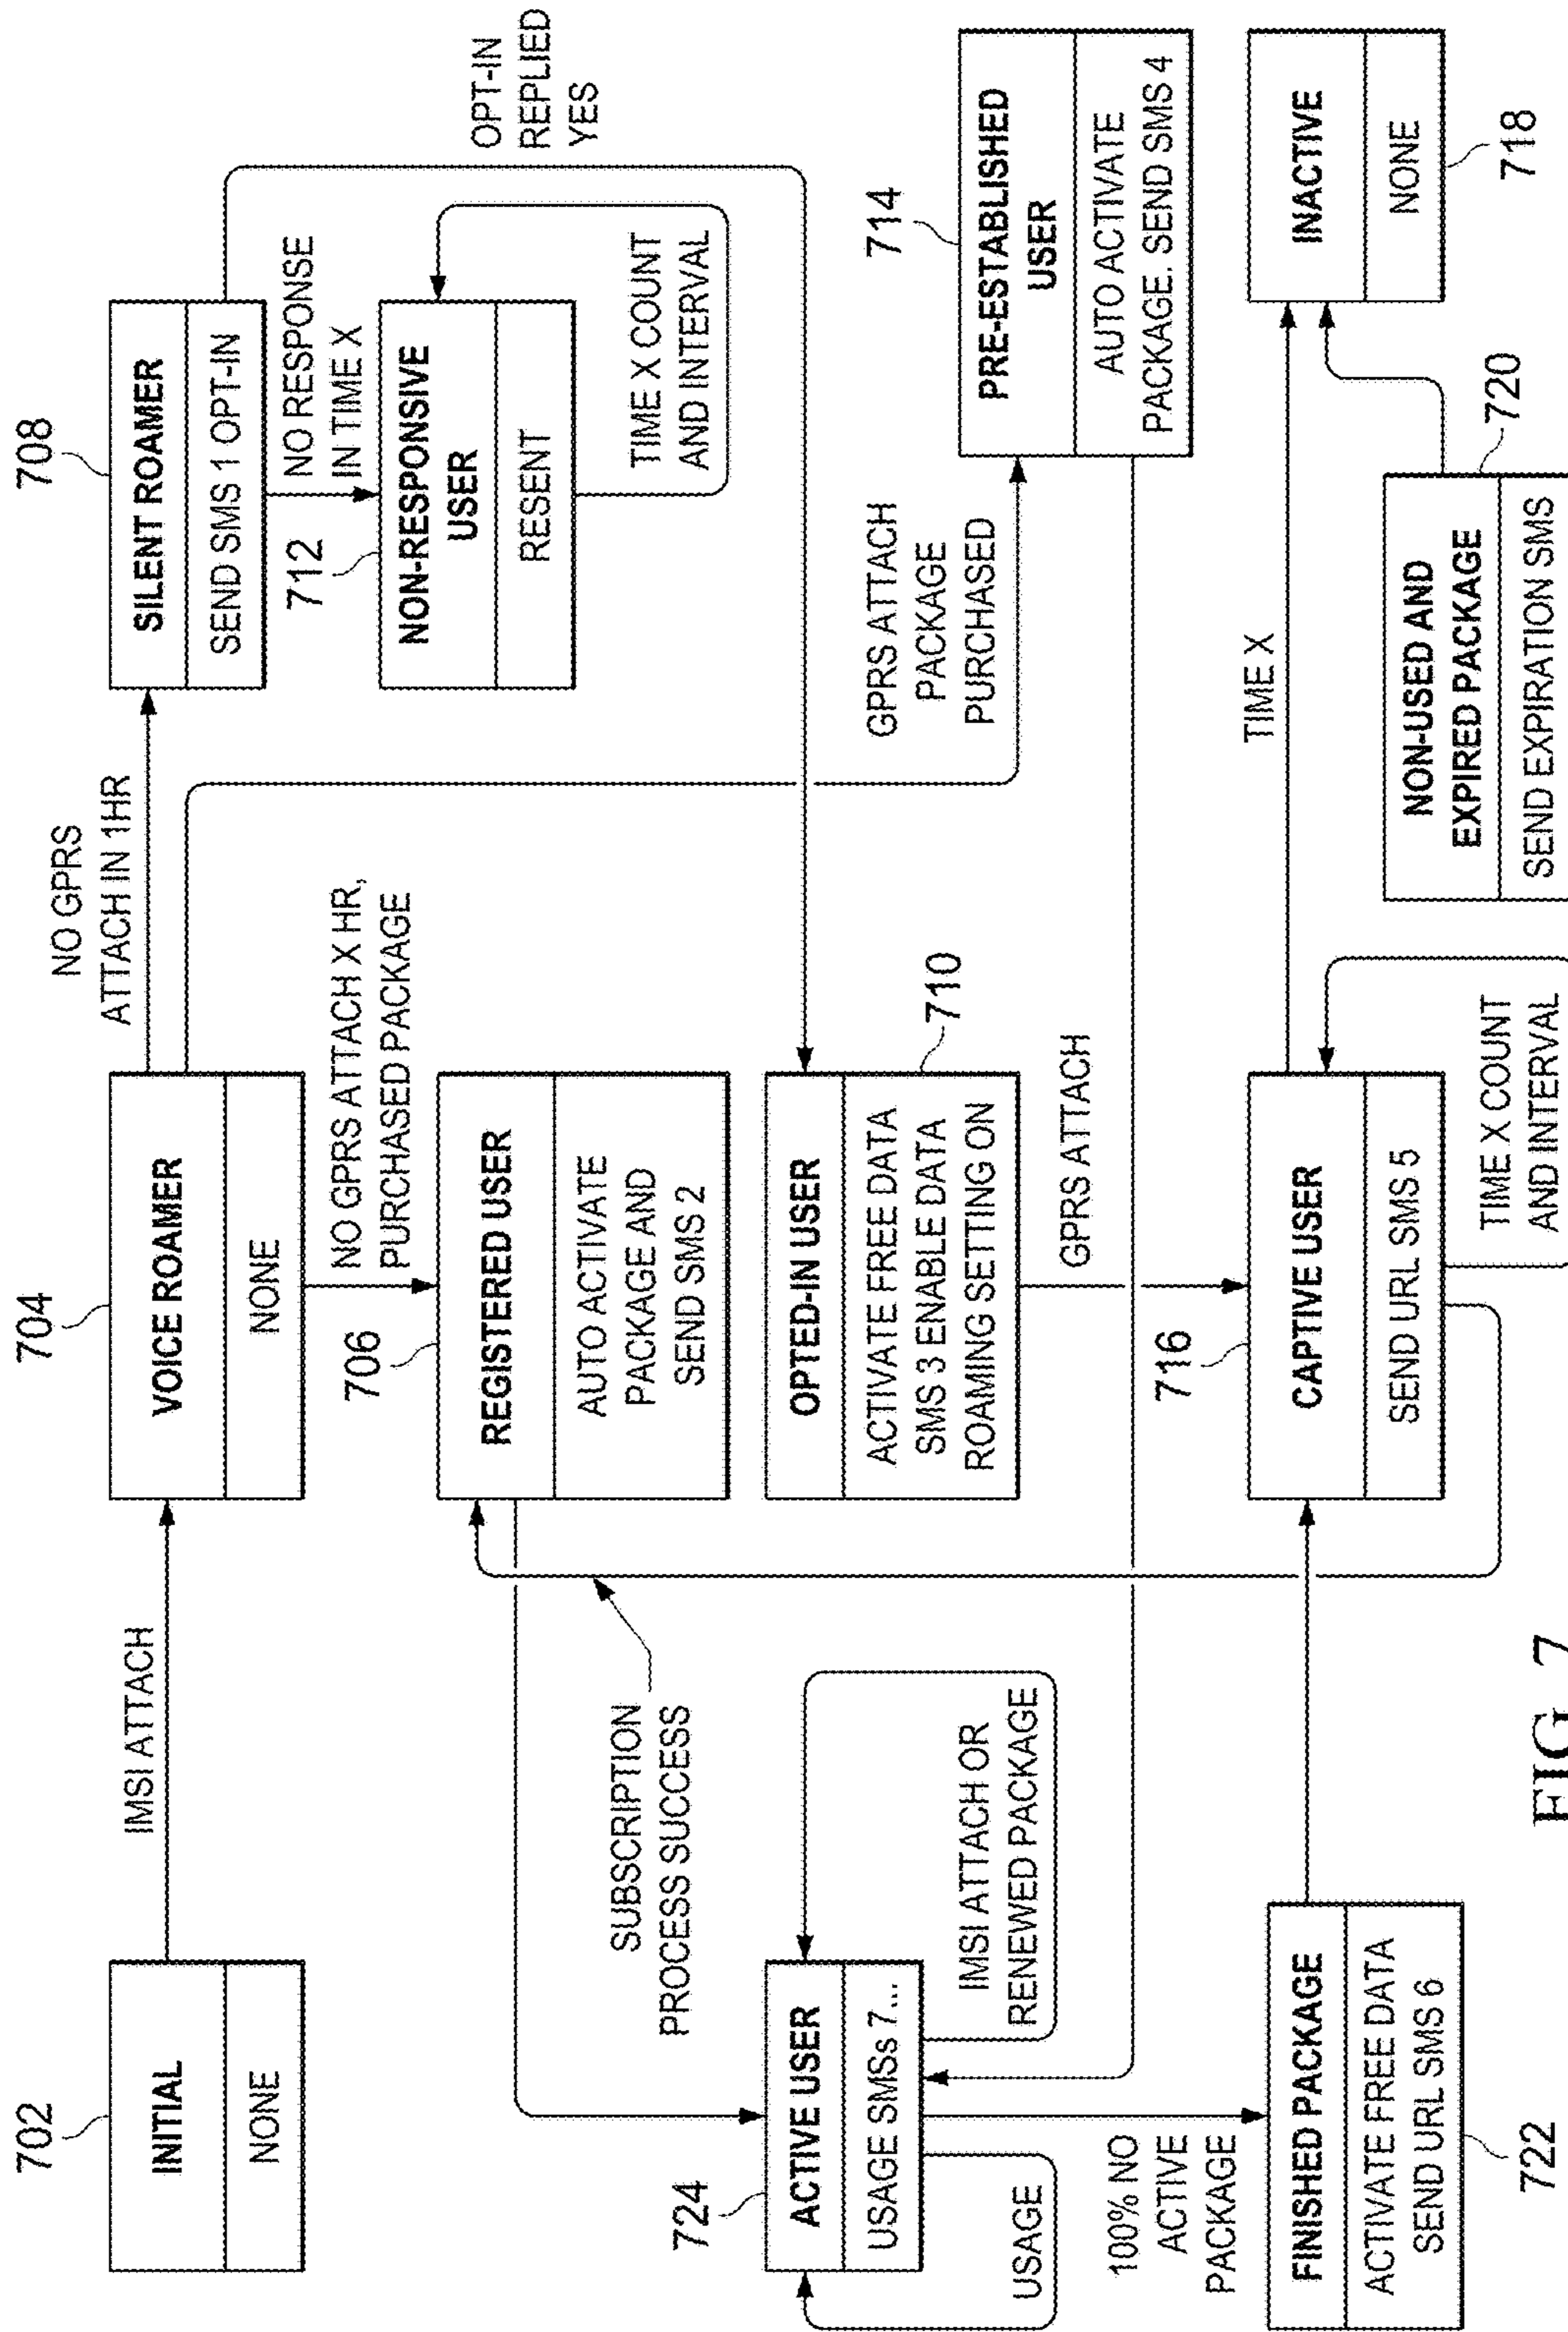 702
INITIAL
NONE
IMSI ATTACH
704
VOICE ROAMER
NONE
NO GPRS
ATTACH IN 1HR
708
SILENT ROAMER
SEND SMS 1 OPT-IN
NO GPRS ATTACH X HR,
PURCHASED PACKAGE
706
REGISTERED USER
AUTO ACTIVATE
PACKAGE AND
SEND SMS 2
NO RESPONSE
IN TIME X
712
NON-RESPONSIVE
USER
RESENT
TIME X COUNT
AND INTERVAL
OPT-IN
REPLIED
YES
SUBSCRIPTION
PROCESS SUCCESS
724
ACTIVE USER
USAGE SMSs 7...
USAGE
IMSI ATTACH OR
RENEWED PACKAGE
OPTED-IN USER
ACTIVATE FREE DATA
SMS 3 ENABLE DATA
ROAMING SETTING ON
710
GPRS ATTACH
PACKAGE
PURCHASED
714
PRE-ESTABLISHED
USER
AUTO ACTIVATE
PACKAGE. SEND SMS 4
100% NO
ACTIVE
PACKAGE
GPRS ATTACH
FINISHED PACKAGE
ACTIVATE FREE DATA
SEND URL SMS 6
722
716
CAPTIVE USER
SEND URL SMS 5
TIME X COUNT
AND INTERVAL
TIME X
INACTIVE
NONE
718
720
NON-USED AND
EXPIRED PACKAGE
SEND EXPIRATION SMS
FIG. 7